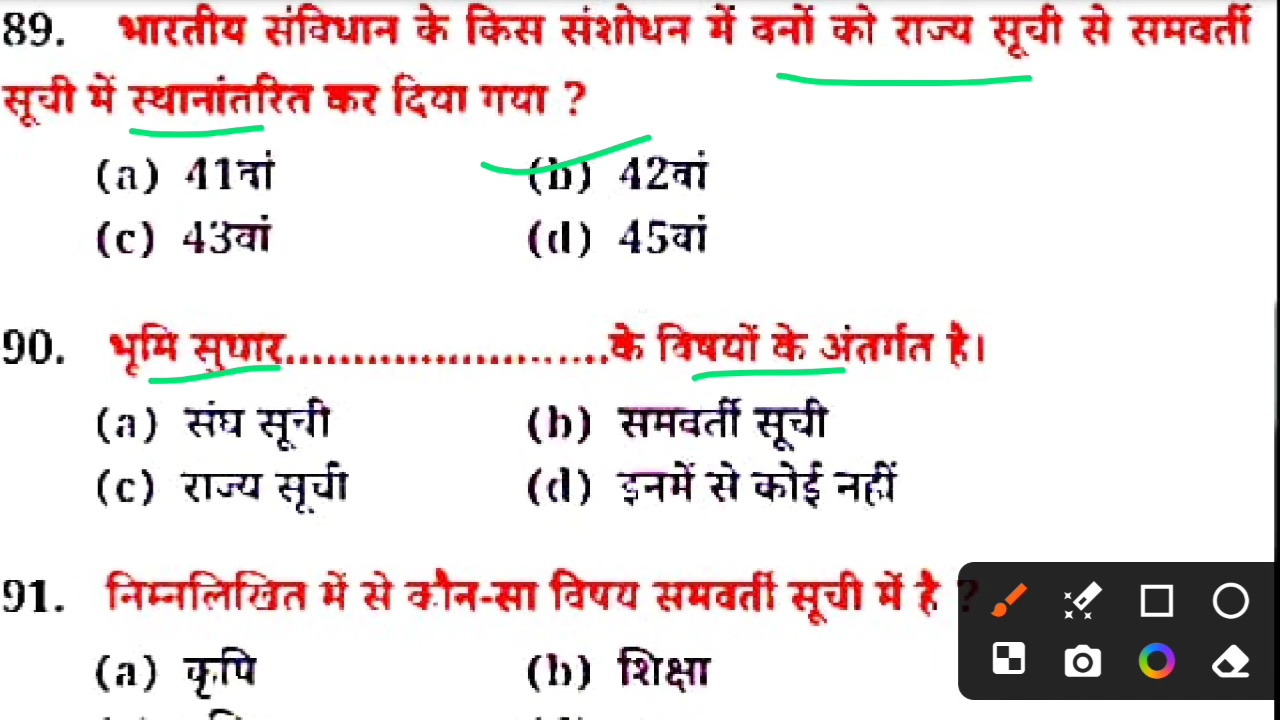 89. भारतीय संविधान के किस संशोधन में वनों को राज्य सूची से समवर्ती
सूची में स्थानांतरित कर दिया गया ?
(a) 41वां (b) 42वां
(c) 43वां (d) 45वां
90. भूमि सुधार........................के विषयों के अंतर्गत है।
(a) संघ सूची (b) समवर्ती सूची
(c) राज्य सूची (d) इनमें से कोई नहीं
91. निम्नलिखित में से कौन-सा विषय समवर्ती सूची में है ?
(a) कृषि (b) शिक्षा